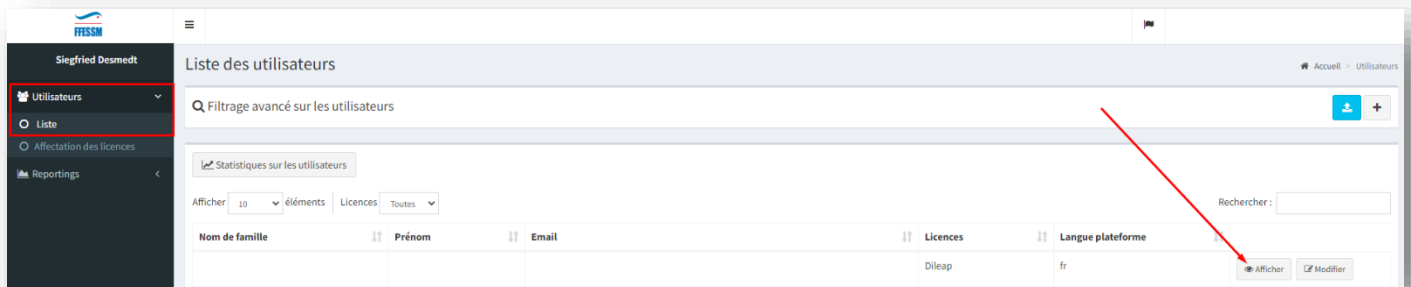 FFESSM
Siegfried Desmedt
Utilisateurs
Liste
Affectation des licences
Reportings
Liste des utilisateurs
Accueil > Utilisateurs
Filtrage avancé sur les utilisateurs
Statistiques sur les utilisateurs
Afficher 10 éléments Licences Toutes
Rechercher :
Nom de famille Prénom Email Licences Langue plateforme
Dileap fr Afficher Modifier